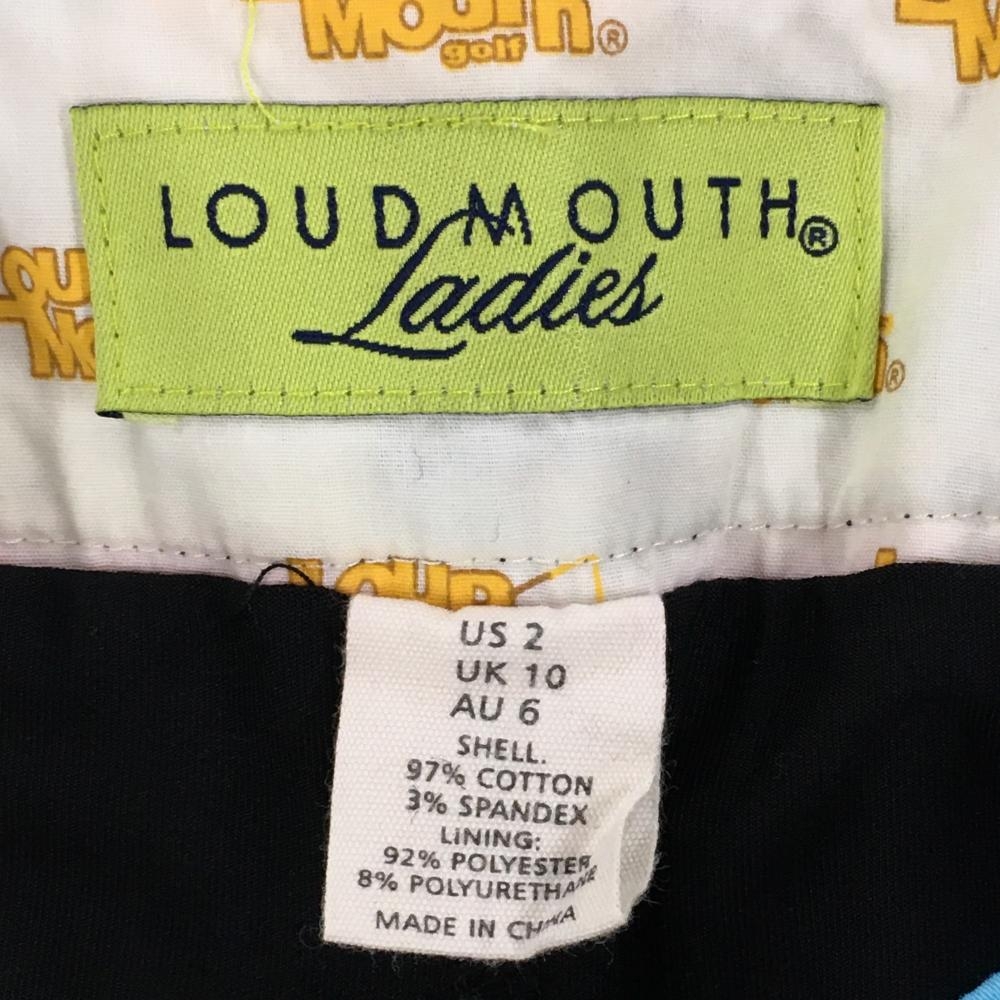 MOUTH®
golf
LOUDMOUTH®
Ladies
LOUD
US 2
UK 10
AU 6
SHELL.
97% COTTON
3% SPANDEX
LINING:
92% POLYESTER,
8% POLYURETHANE
MADE IN CHINA